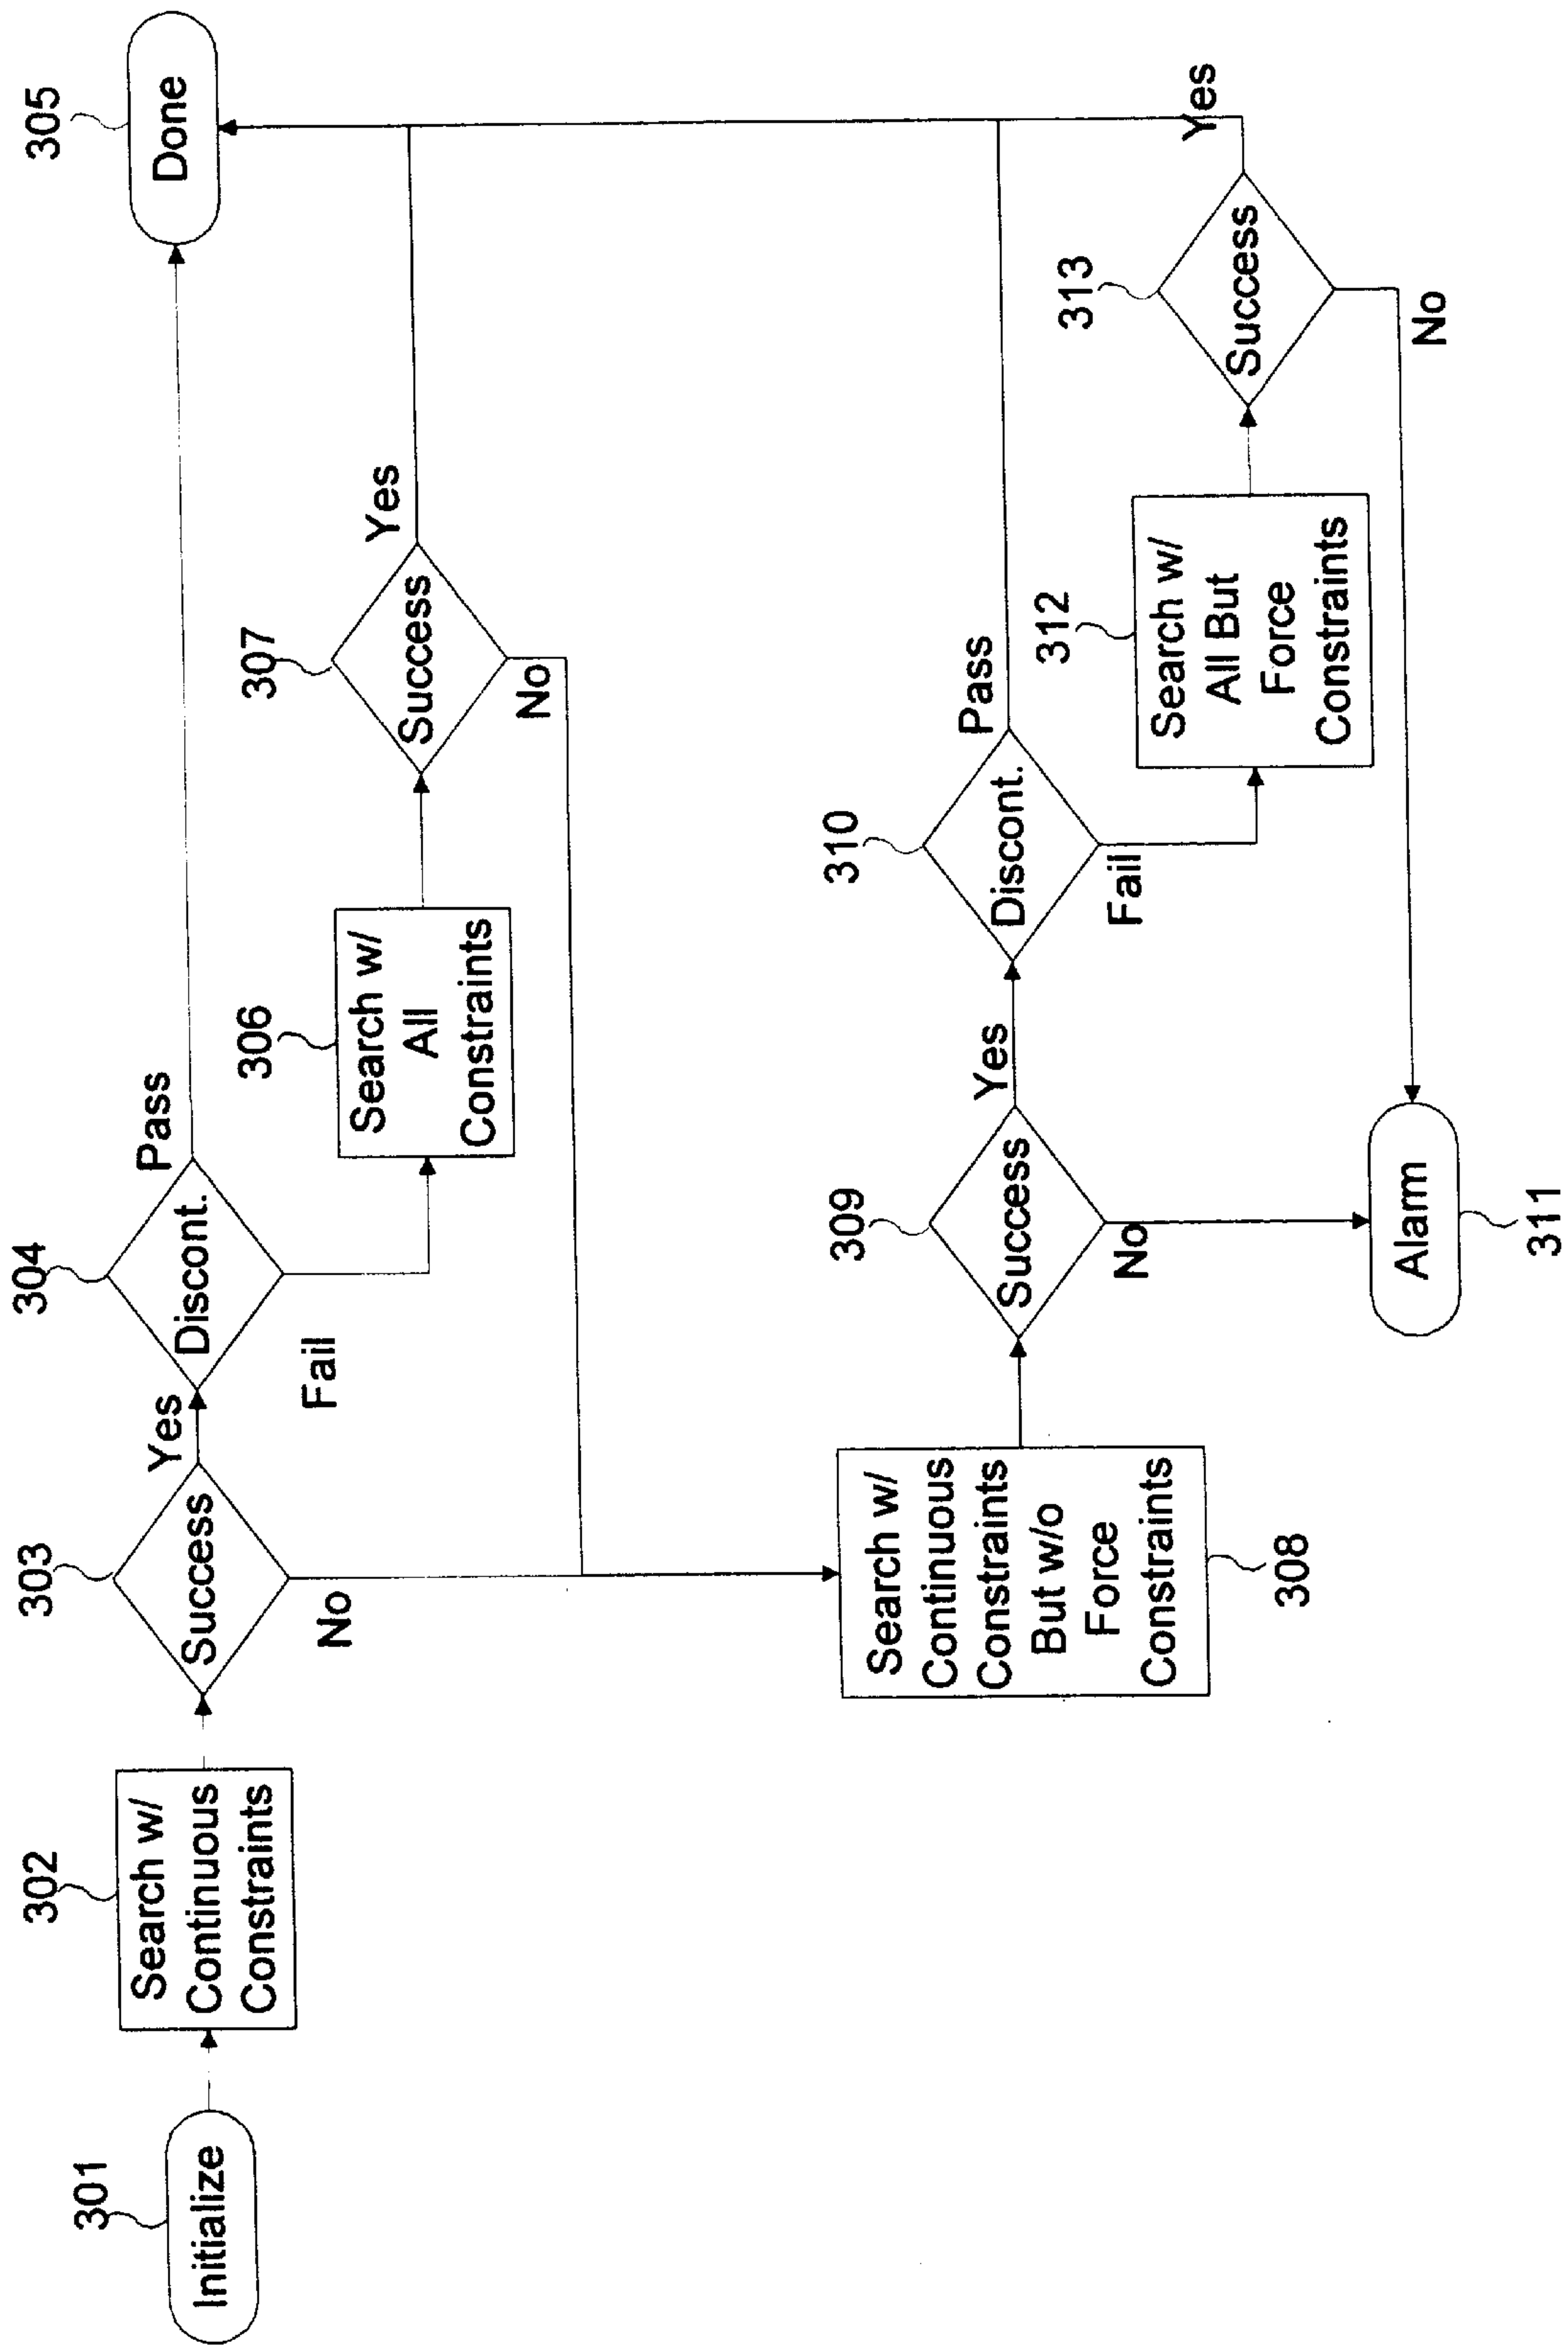 301
Initialize
302
Search w/
Continuous
Constraints
303
Success
Yes
No
304
Discont.
Pass
Fail
305
Done
306
Search w/
All
Constraints
307
Success
Yes
No
308
Search w/
Continuous
Constraints
But w/o
Force
Constraints
309
Success
Yes
No
310
Discont.
Pass
Fail
311
Alarm
312
Search w/
All But
Force
Constraints
313
Success
Yes
No